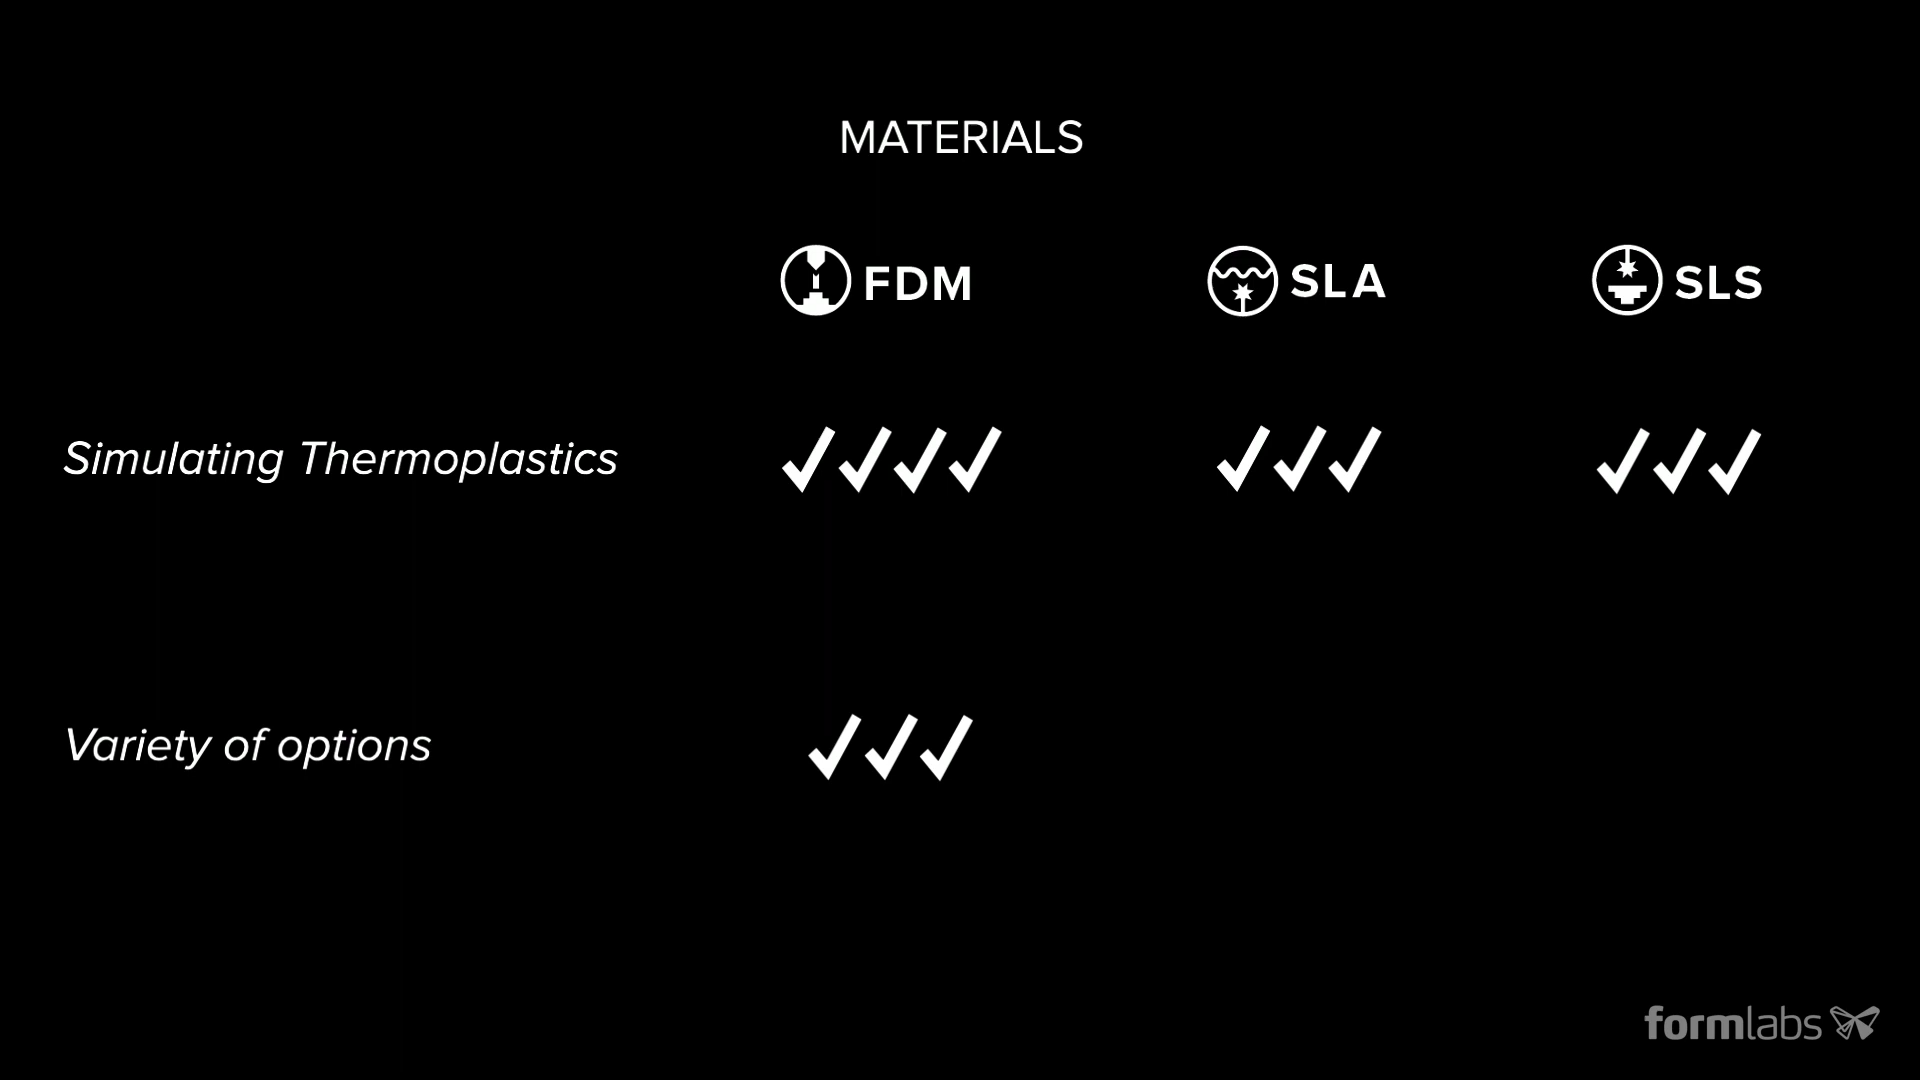 MATERIALS
FDM SLA SLS
Simulating Thermoplastics ✓✓✓✓ ✓✓✓ ✓✓✓
Variety of options ✓✓✓
formlabs